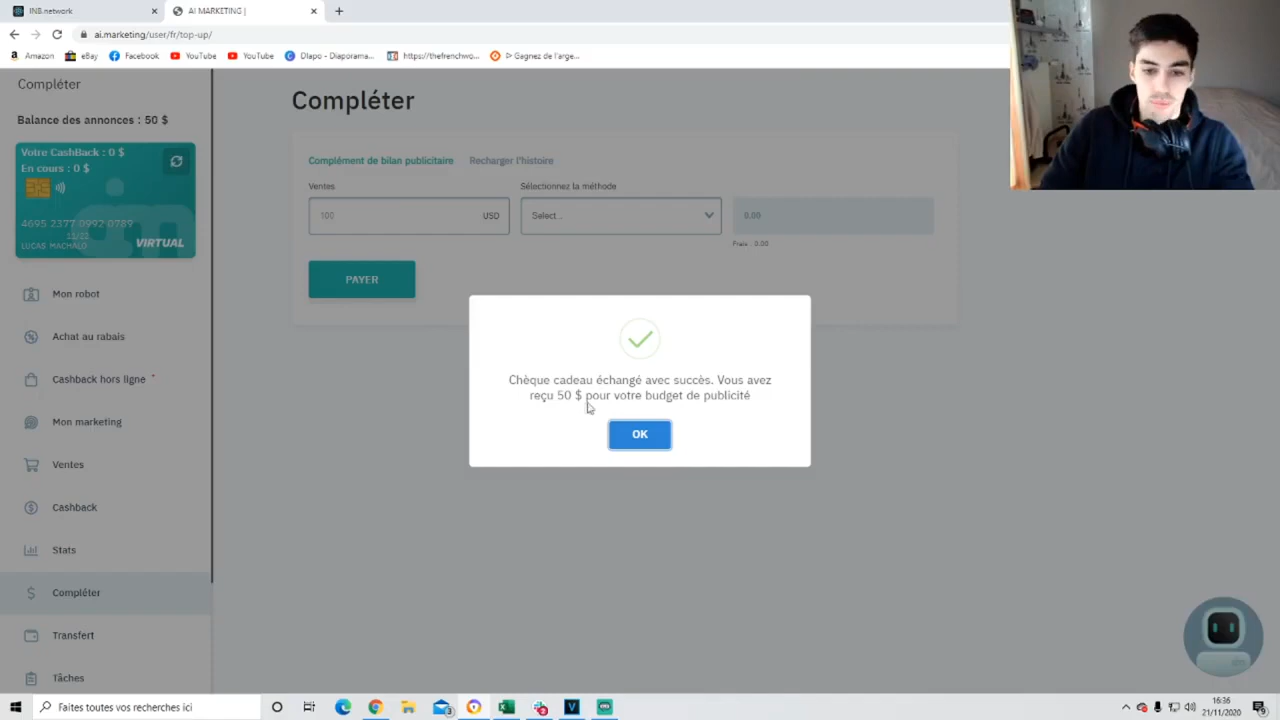 INB.network
AI MARKETING |
ai.marketing/user/fr/top-up/
Amazon
eBay
Facebook
YouTube
YouTube
Dlapo - Diaporama...
https://thefrenchwo...
▷ Gagnez de l'arge...
Compléter
Balance des annonces : 50 $
Votre CashBack : 0 $
En cours : 0 $
4695 2377 0992 0789
11/22
LUCAS MACHALO
VIRTUAL
Mon robot
Achat au rabais
Cashback hors ligne *
Mon marketing
Ventes
Cashback
Stats
Compléter
Transfert
Tâches
Compléter
Complément de bilan publicitaire
Recharger l'histoire
Ventes
Sélectionnez la méthode
100
USD
Select...
0.00
Frais : 0.00
PAYER
Chèque cadeau échangé avec succès. Vous avez
reçu 50 $ pour votre budget de publicité
OK
Faites toutes vos recherches ici
16:36
21/11/2020